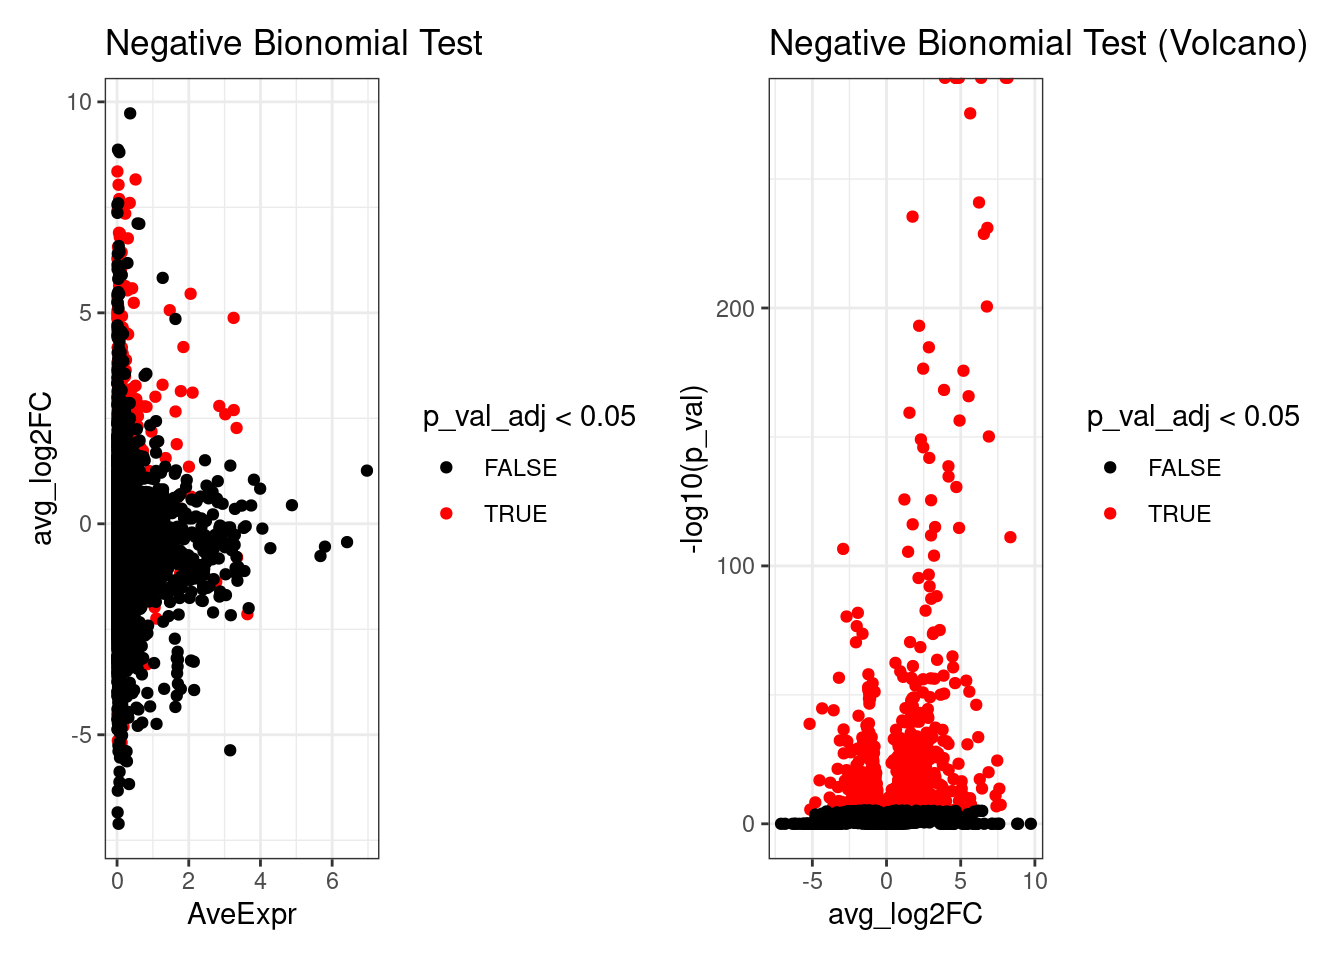 Negative Bionomial Test
10
5
0
-5
avg_log2FC
0 2 4 6
AveExpr
p_val_adj < 0.05
FALSE
TRUE
Negative Bionomial Test (Volcano)
200
100
0
-log10(p_val)
-5 0 5 10
avg_log2FC
p_val_adj < 0.05
FALSE
TRUE